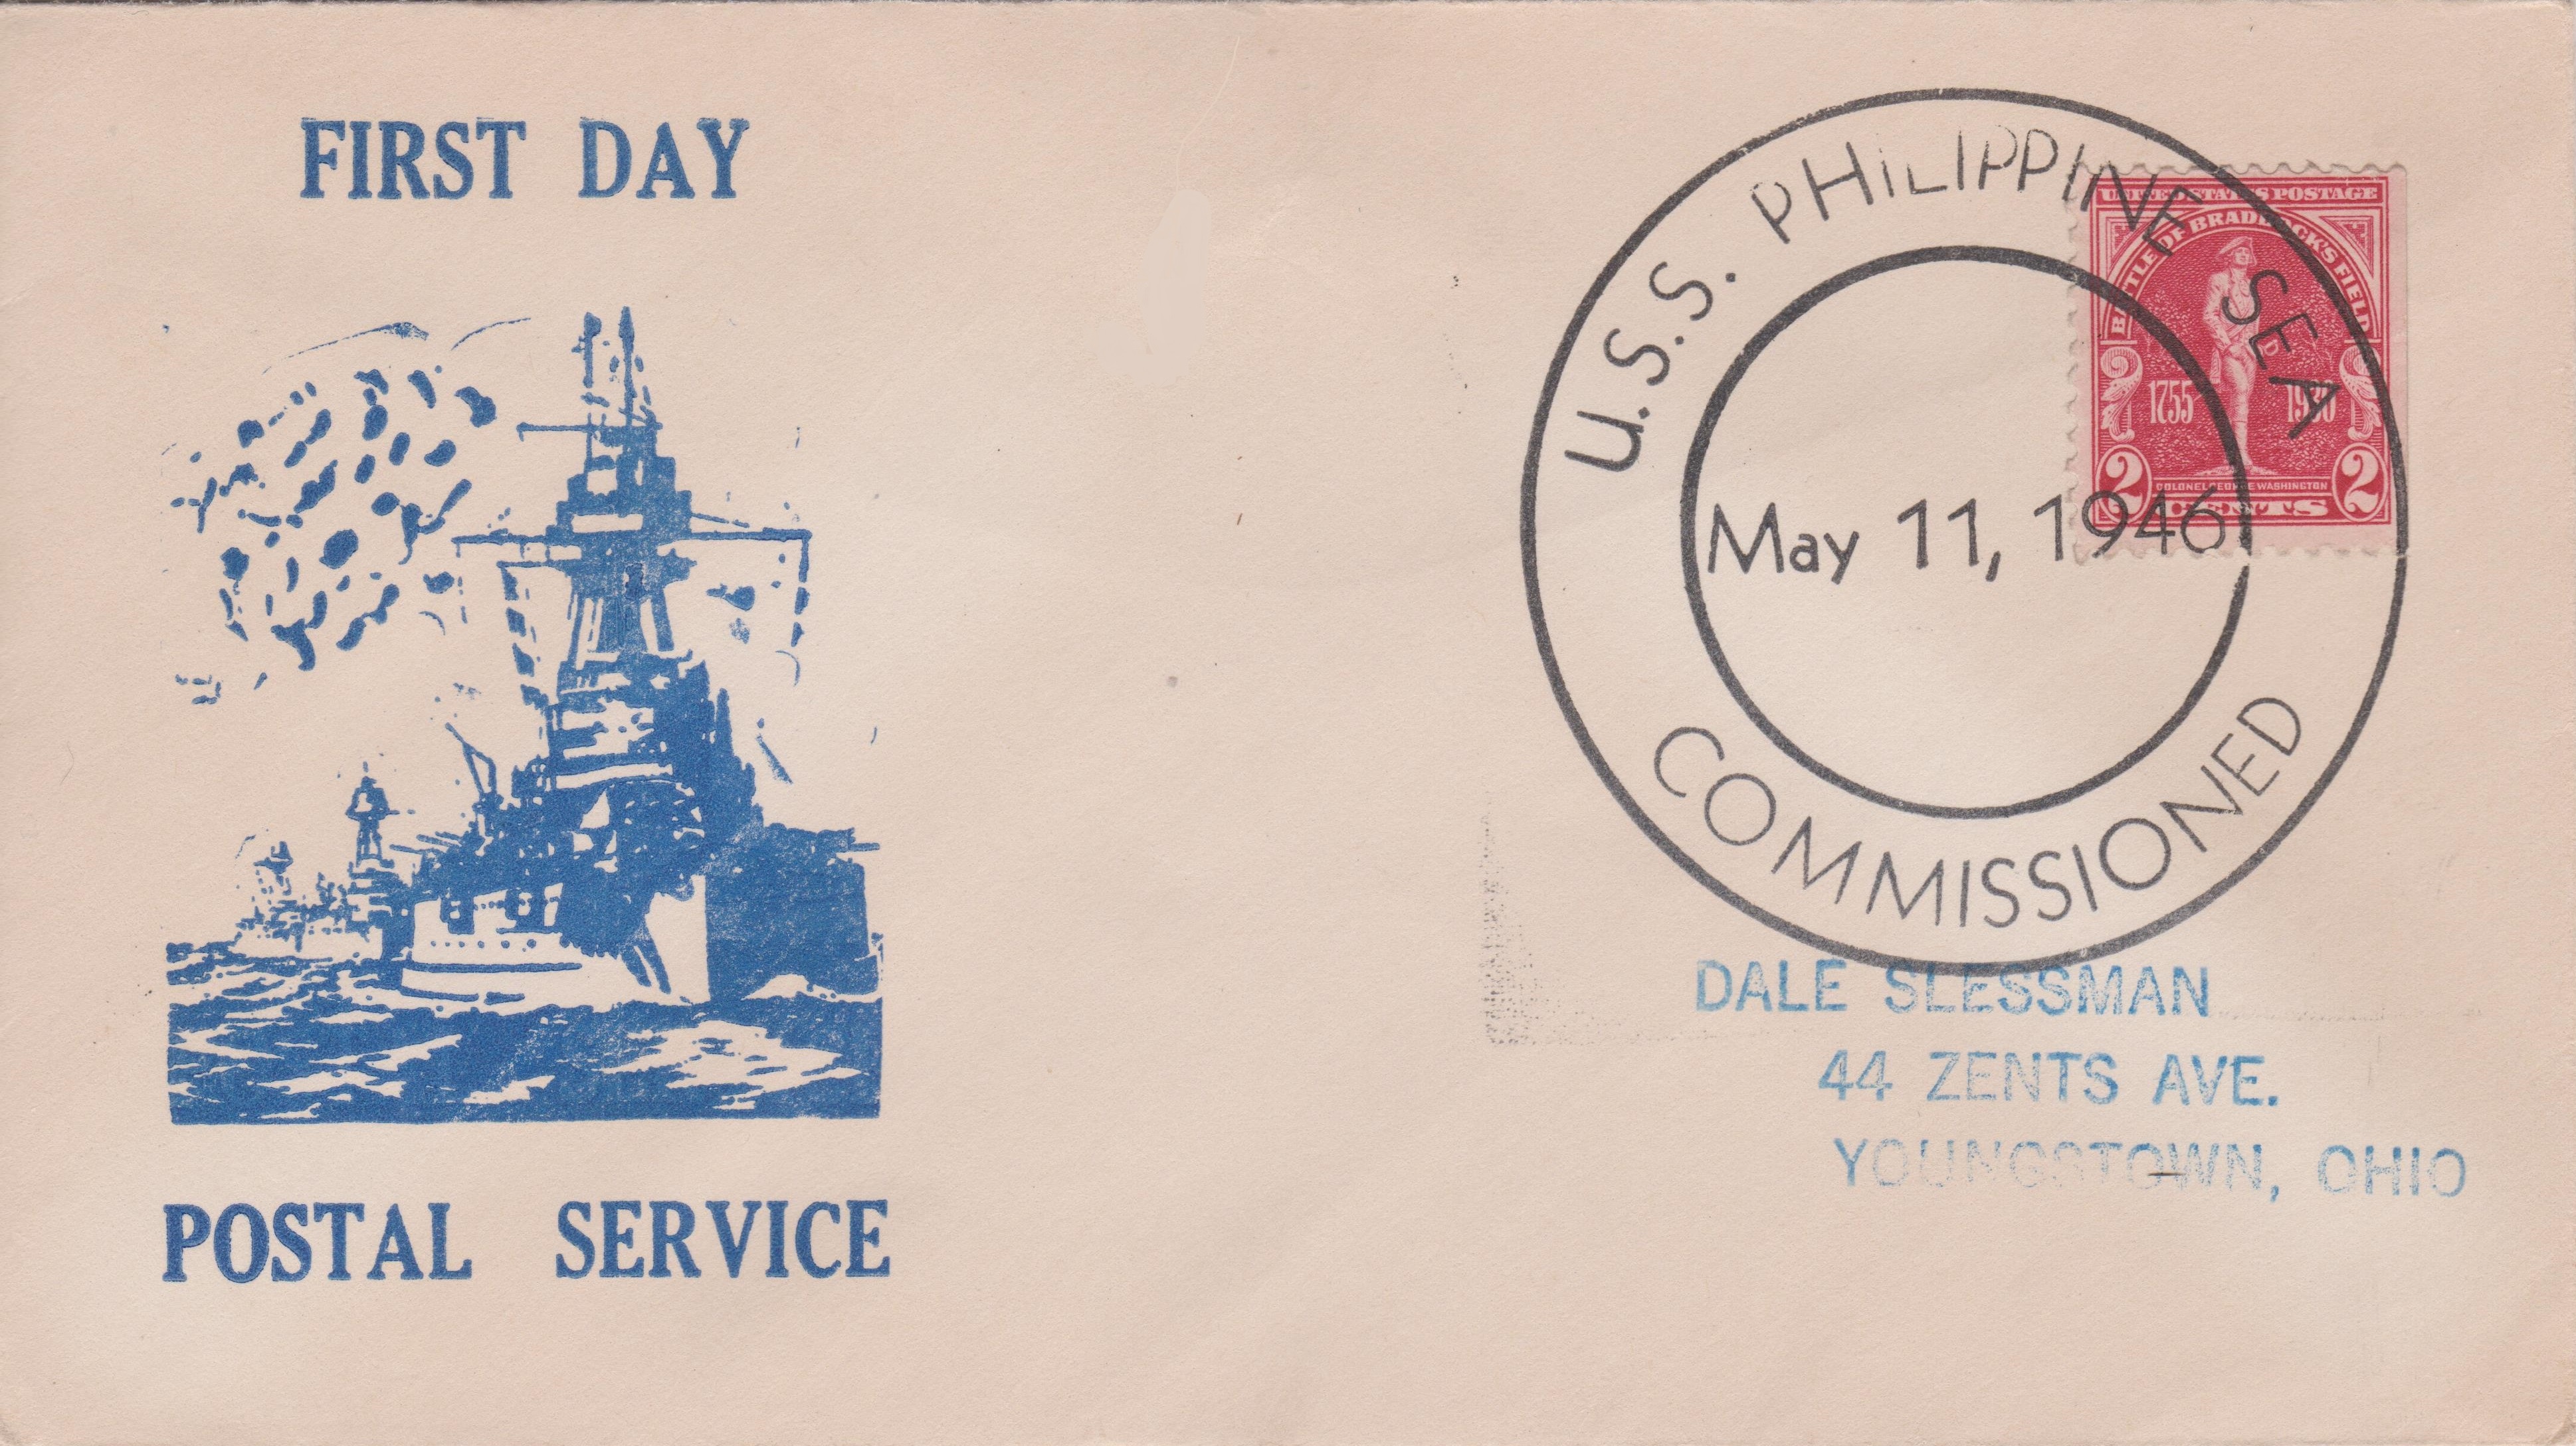 FIRST DAY
POSTAL SERVICE
U.S.S. PHILIPPINE SEA
May 11, 1946
COMMISSIONED
UNITED STATES POSTAGE
BATTLE OF BRADDOCK'S FIELD
1755 1930
COLONEL GEORGE WASHINGTON
2 CENTS 2
DALE SLESSMAN
44 ZENTS AVE.
YOUNGSTOWN, OHIO